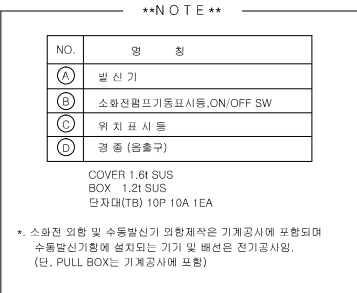 **N O T E**
NO. 명 칭
A 발 신 기
B 소화전펌프기동표시등,ON/OFF SW
C 위 치 표 시 등
D 경 종 (음출구)
COVER 1.6t SUS
BOX 1.2t SUS
단자대(TB) 10P 10A 1EA
*. 소화전 외함 및 수동발신기 외함제작은 기계공사에 포함되며
수동발신기함에 설치되는 기기 및 배선은 전기공사임.
(단, PULL BOX는 기계공사에 포함)